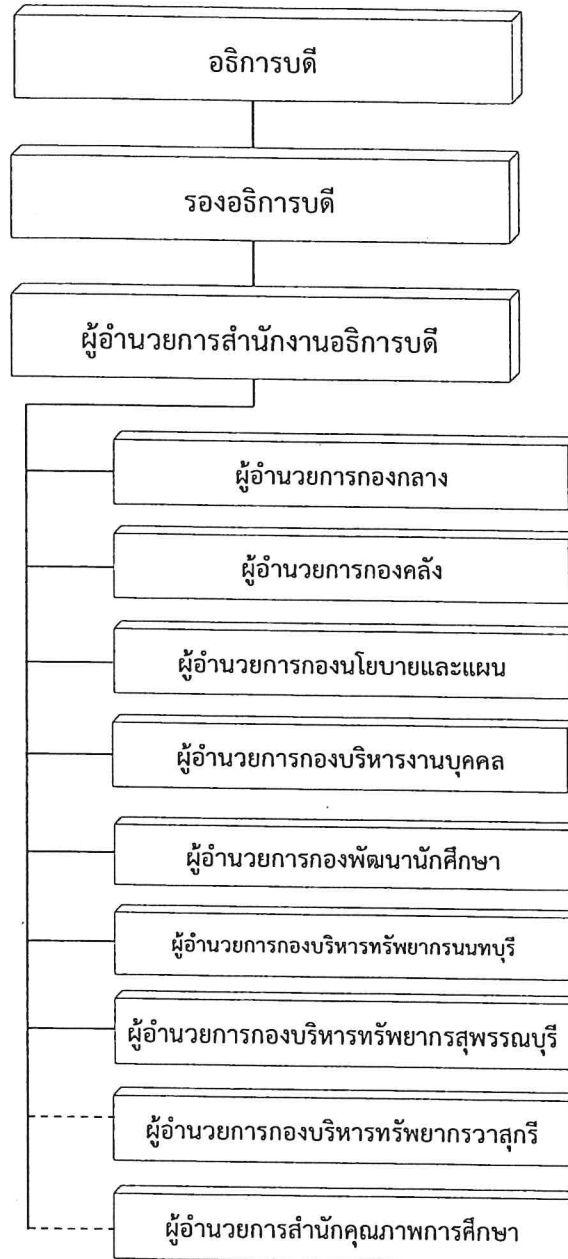 อธิการบดี
รองอธิการบดี
ผู้อำนวยการสำนักงานอธิการบดี
ผู้อำนวยการกองกลาง
ผู้อำนวยการกองคลัง
ผู้อำนวยการกองนโยบายและแผน
ผู้อำนวยการกองบริหารงานบุคคล
ผู้อำนวยการกองพัฒนานักศึกษา
ผู้อำนวยการกองบริหารทรัพยากรนนทบุรี
ผู้อำนวยการกองบริหารทรัพยากรสุพรรณบุรี
ผู้อำนวยการกองบริหารทรัพยากรวาสุกรี
ผู้อำนวยการสำนักคุณภาพการศึกษา